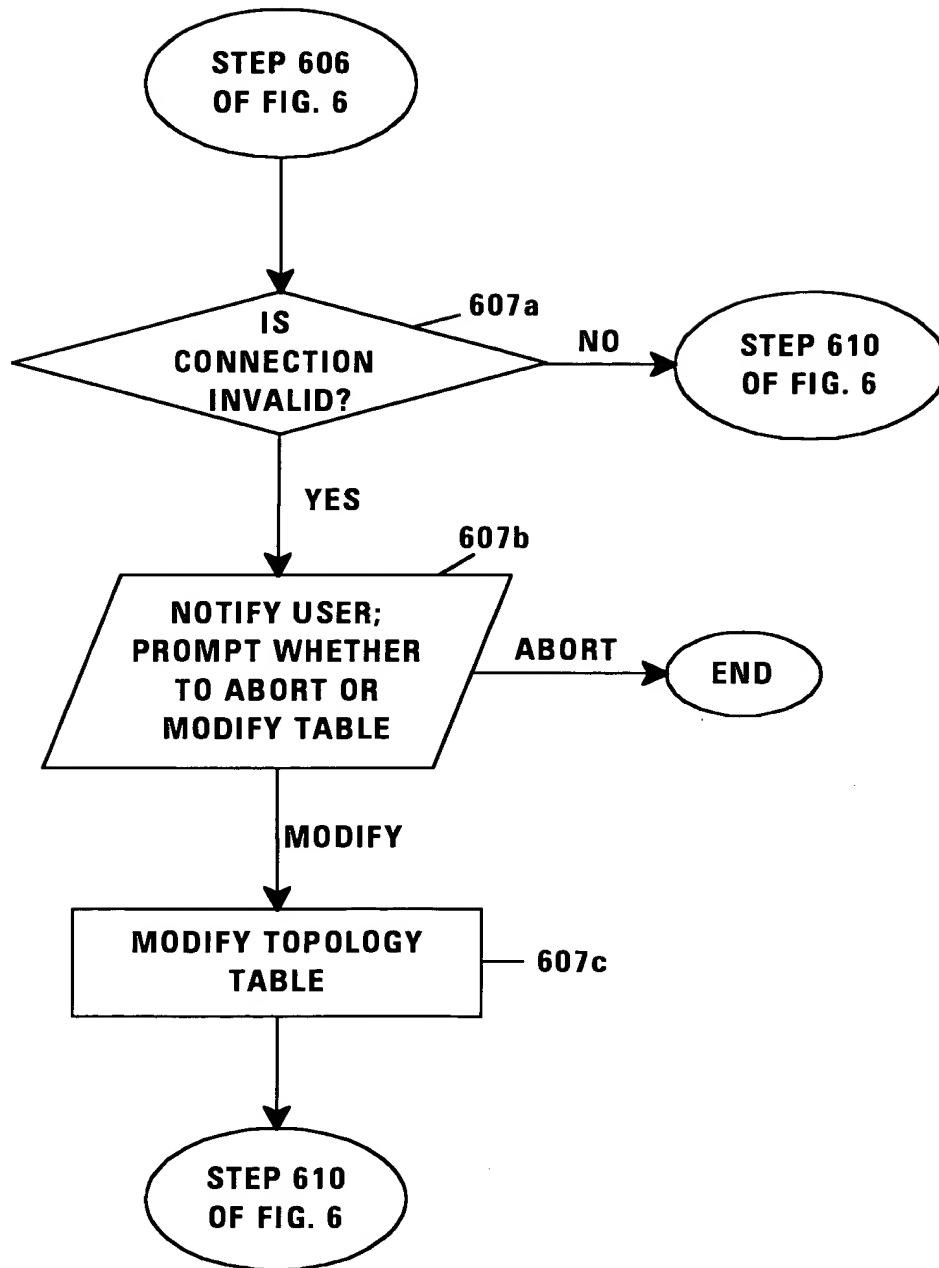 STEP 606
OF FIG. 6
607a
IS
CONNECTION
INVALID?
NO
STEP 610
OF FIG. 6
YES
607b
NOTIFY USER;
PROMPT WHETHER
TO ABORT OR
MODIFY TABLE
ABORT
END
MODIFY
MODIFY TOPOLOGY
TABLE
607c
STEP 610
OF FIG. 6